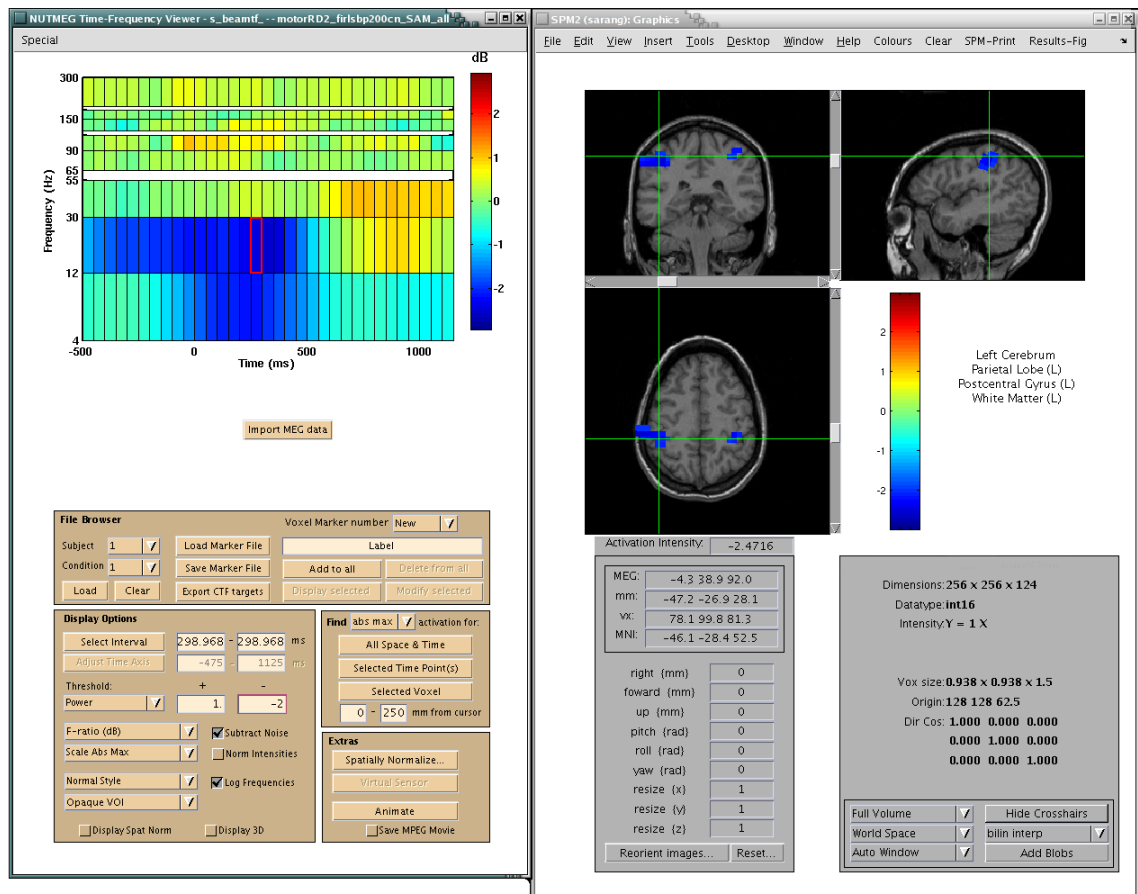 NUTMEG Time-Frequency Viewer - s_beamtf_ -- motorRD2_firlsbp200cn_SAM_all
Special
dB
300
150
90
65
55
30
12
4
Frequency (Hz)
-500
0
500
1000
Time (ms)
2
1
0
-1
-2
Import MEG data
File Browser
Voxel Marker number New
Subject 1 Load Marker File Label
Condition 1 Save Marker File Add to all Delete from all
Load Clear Export CTF targets Display selected Modify selected
Display Options
Select Interval 298.968 - 298.968 ms
Adjust Time Axis -475 - 1125 ms
Threshold: + -
Power 1. -2
F-ratio (dB) Subtract Noise
Scale Abs Max Norm Intensities
Normal Style Log Frequencies
Opaque VOI
Display Spat Norm Display 3D
Find abs max activation for:
All Space & Time
Selected Time Point(s)
Selected Voxel
0 - 250 mm from cursor
Extras
Spatially Normalize...
Virtual Sensor
Animate
Save MPEG Movie
SPM2 (sarang): Graphics
File Edit View Insert Tools Desktop Window Help Colours Clear SPM-Print Results-Fig
2
1
0
-1
-2
Left Cerebrum
Parietal Lobe (L)
Postcentral Gyrus (L)
White Matter (L)
Activation Intensity: -2.4716
MEG: -4.3 38.9 92.0
mm: -47.2 -26.9 28.1
vx: 78.1 99.8 81.3
MNI: -46.1 -28.4 52.5
right {mm} 0
foward {mm} 0
up {mm} 0
pitch {rad} 0
roll {rad} 0
yaw {rad} 0
resize {x} 1
resize {y} 1
resize {z} 1
Reorient images... Reset...
Dimensions: 256 x 256 x 124
Datatype: int16
Intensity: Y = 1 X
Vox size: 0.938 x 0.938 x 1.5
Origin: 128 128 62.5
Dir Cos: 1.000 0.000 0.000
0.000 1.000 0.000
0.000 0.000 1.000
Full Volume Hide Crosshairs
World Space bilin interp
Auto Window Add Blobs